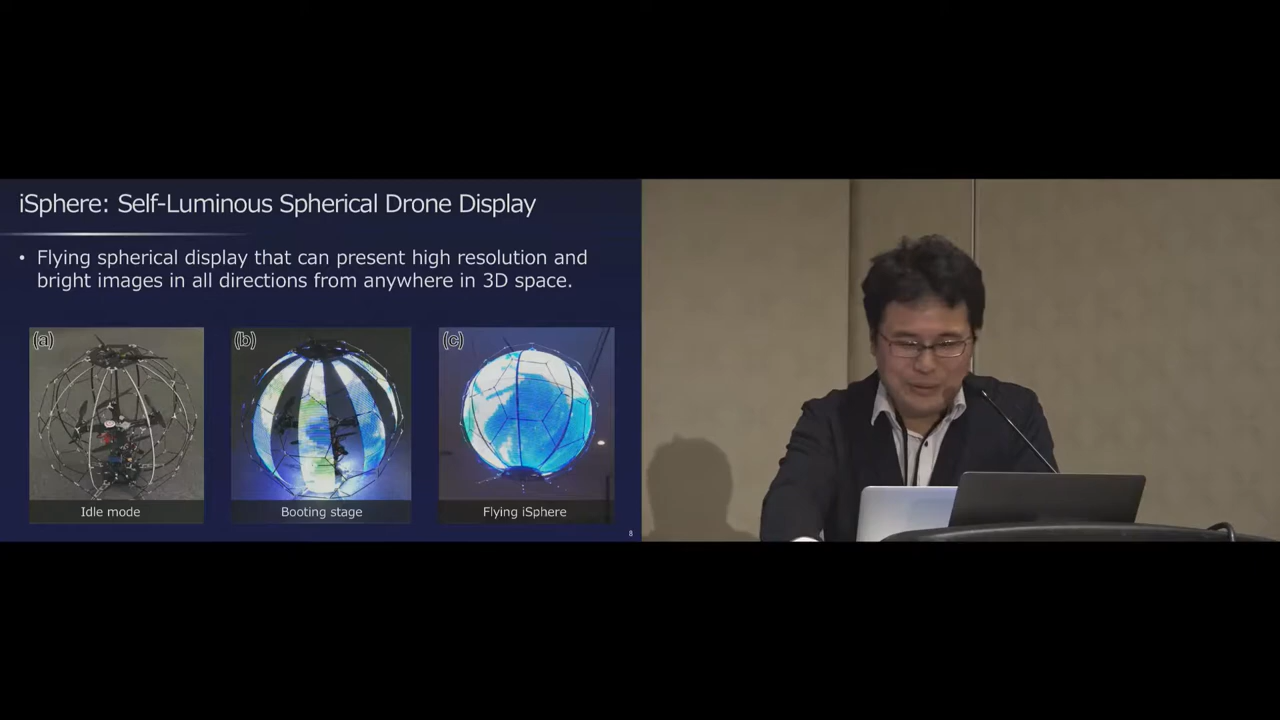 iSphere: Self-Luminous Spherical Drone Display
• Flying spherical display that can present high resolution and
bright images in all directions from anywhere in 3D space.
(a)
(b)
(c)
Idle mode
Booting stage
Flying iSphere
8